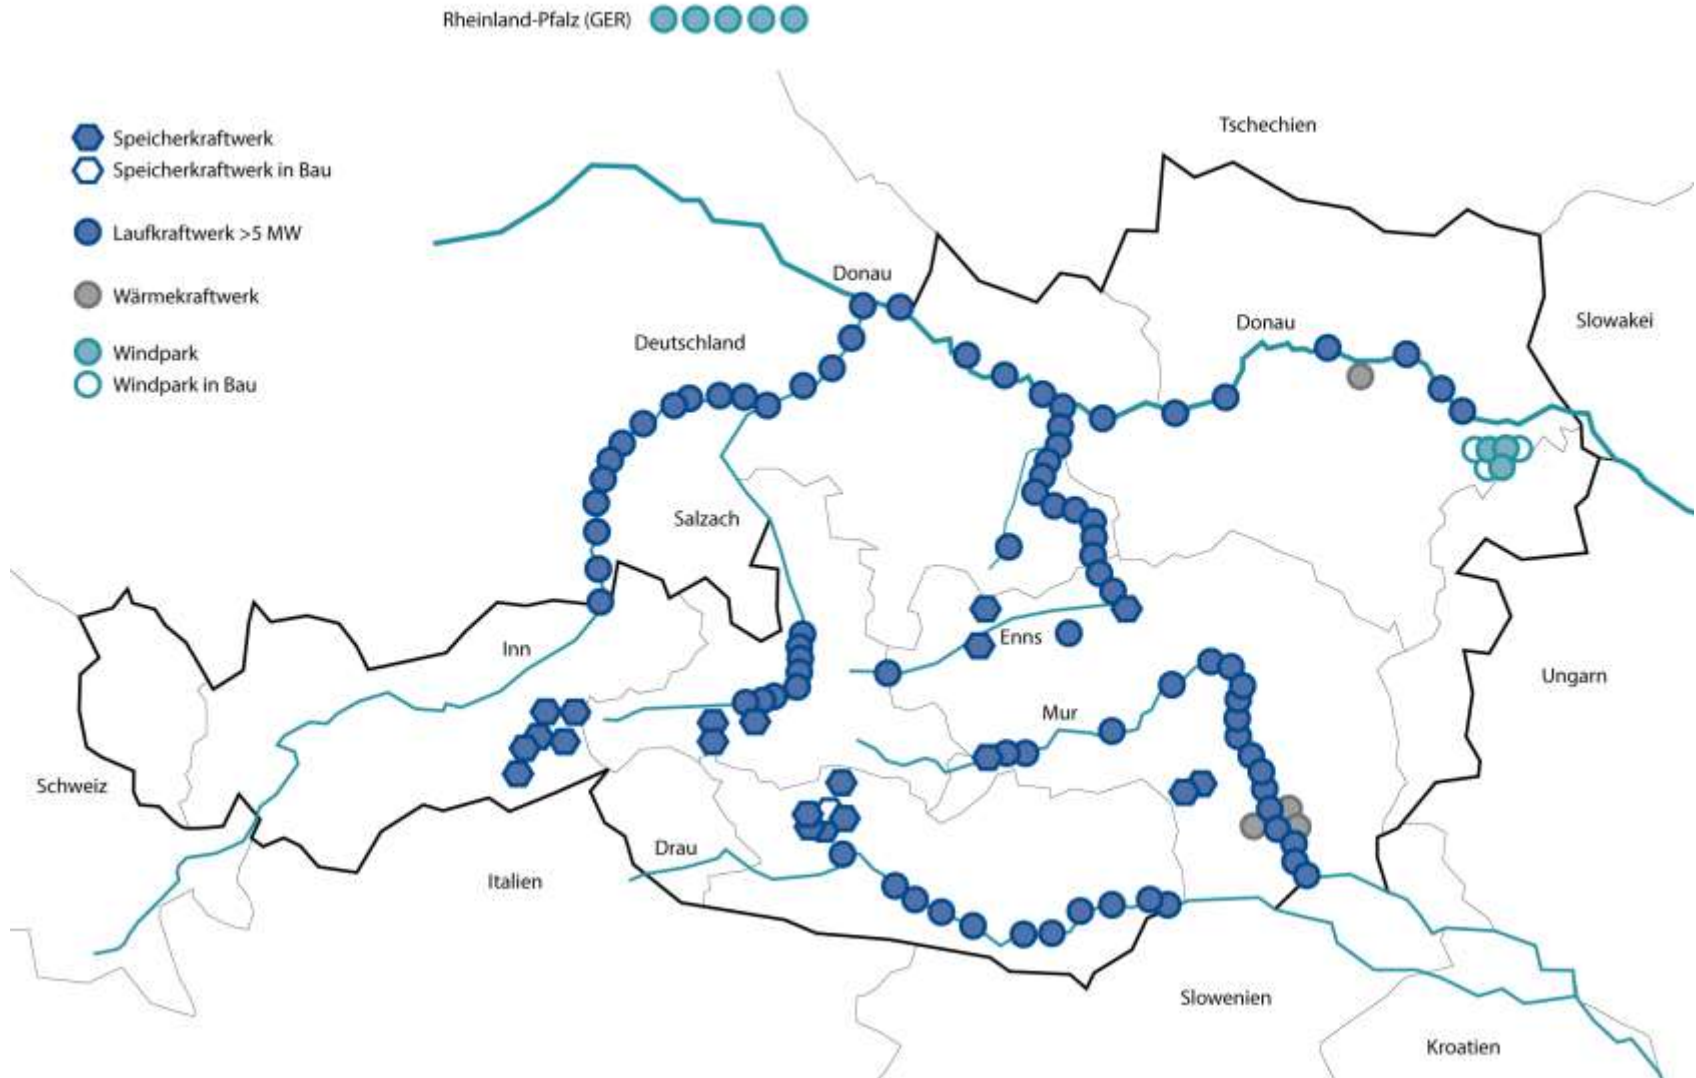 Rheinland-Pfalz (GER)
Tschechien
Speicherkraftwerk
Speicherkraftwerk in Bau
Laufkraftwerk >5 MW
Donau
Wärmekraftwerk
Donau
Slowakei
Deutschland
Windpark
Windpark in Bau
Salzach
Enns
Inn
Ungarn
Mur
Schweiz
Drau
Italien
Slowenien
Kroatien